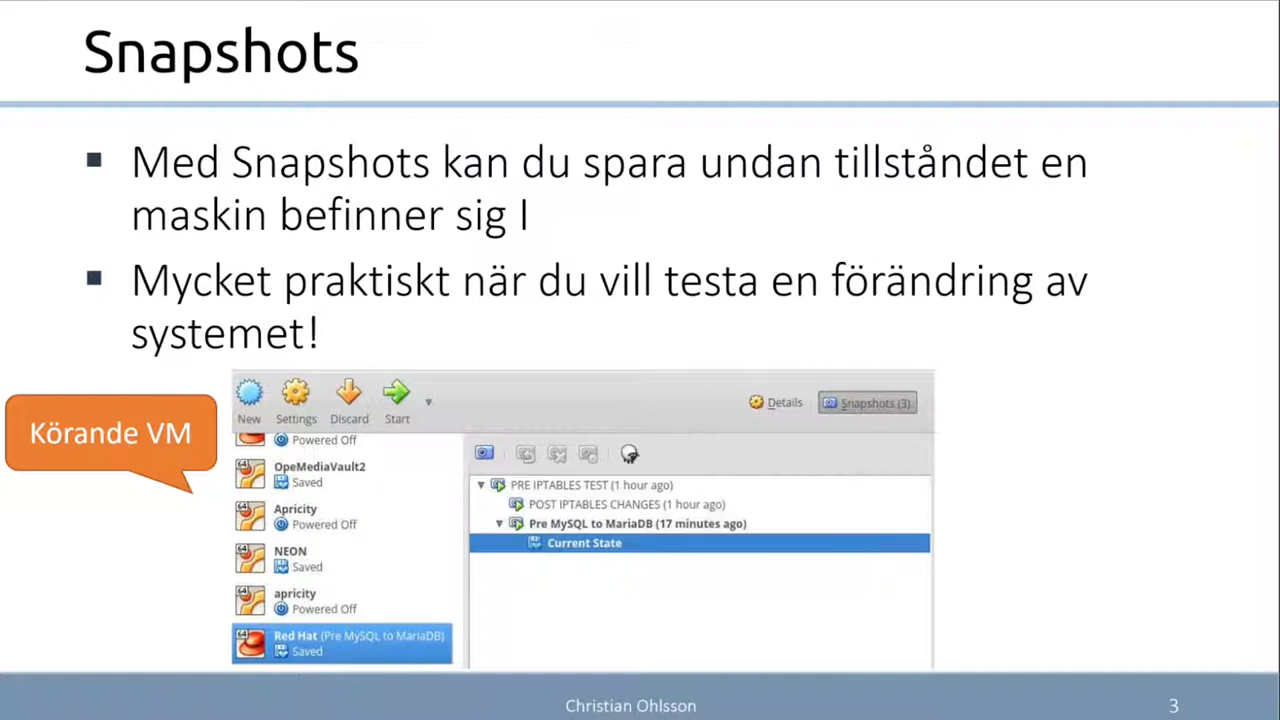 Snapshots
Med Snapshots kan du spara undan tillståndet en
maskin befinner sig I
Mycket praktiskt när du vill testa en förändring av
systemet!
Körande VM
New Settings Discard Start
Details Snapshots (3)
Powered Off
OpeMediaVault2
Saved
Apricity
Powered Off
NEON
Saved
apricity
Powered Off
Red Hat (Pre MySQL to MariaDB)
Saved
PRE IPTABLES TEST (1 hour ago)
POST IPTABLES CHANGES (1 hour ago)
Pre MySQL to MariaDB (17 minutes ago)
Current State
Christian Ohlsson
3